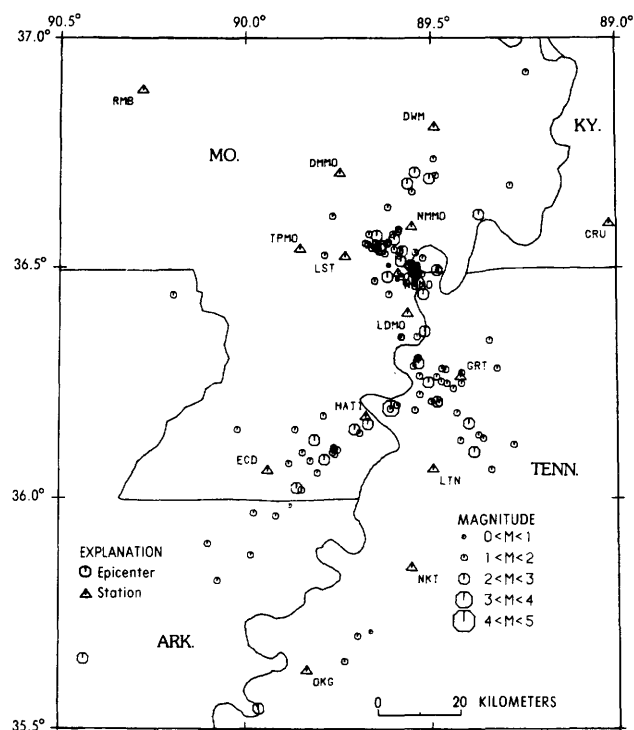 90.5°
90.0°
89.5°
89.0°
37.0°
RMB
DWM
KY.
MO.
DMMO
NMMO
CRU
TPMO
LST
36.5°
LDMO
GRT
ECD
LTN
TENN.
36.0°
MAGNITUDE
0<M<1
EXPLANATION
1<M<2
Epicenter
2<M<3
Station
NKT
3<M<4
4<M<5
ARK.
OKG
0 20 KILOMETERS
35.5°